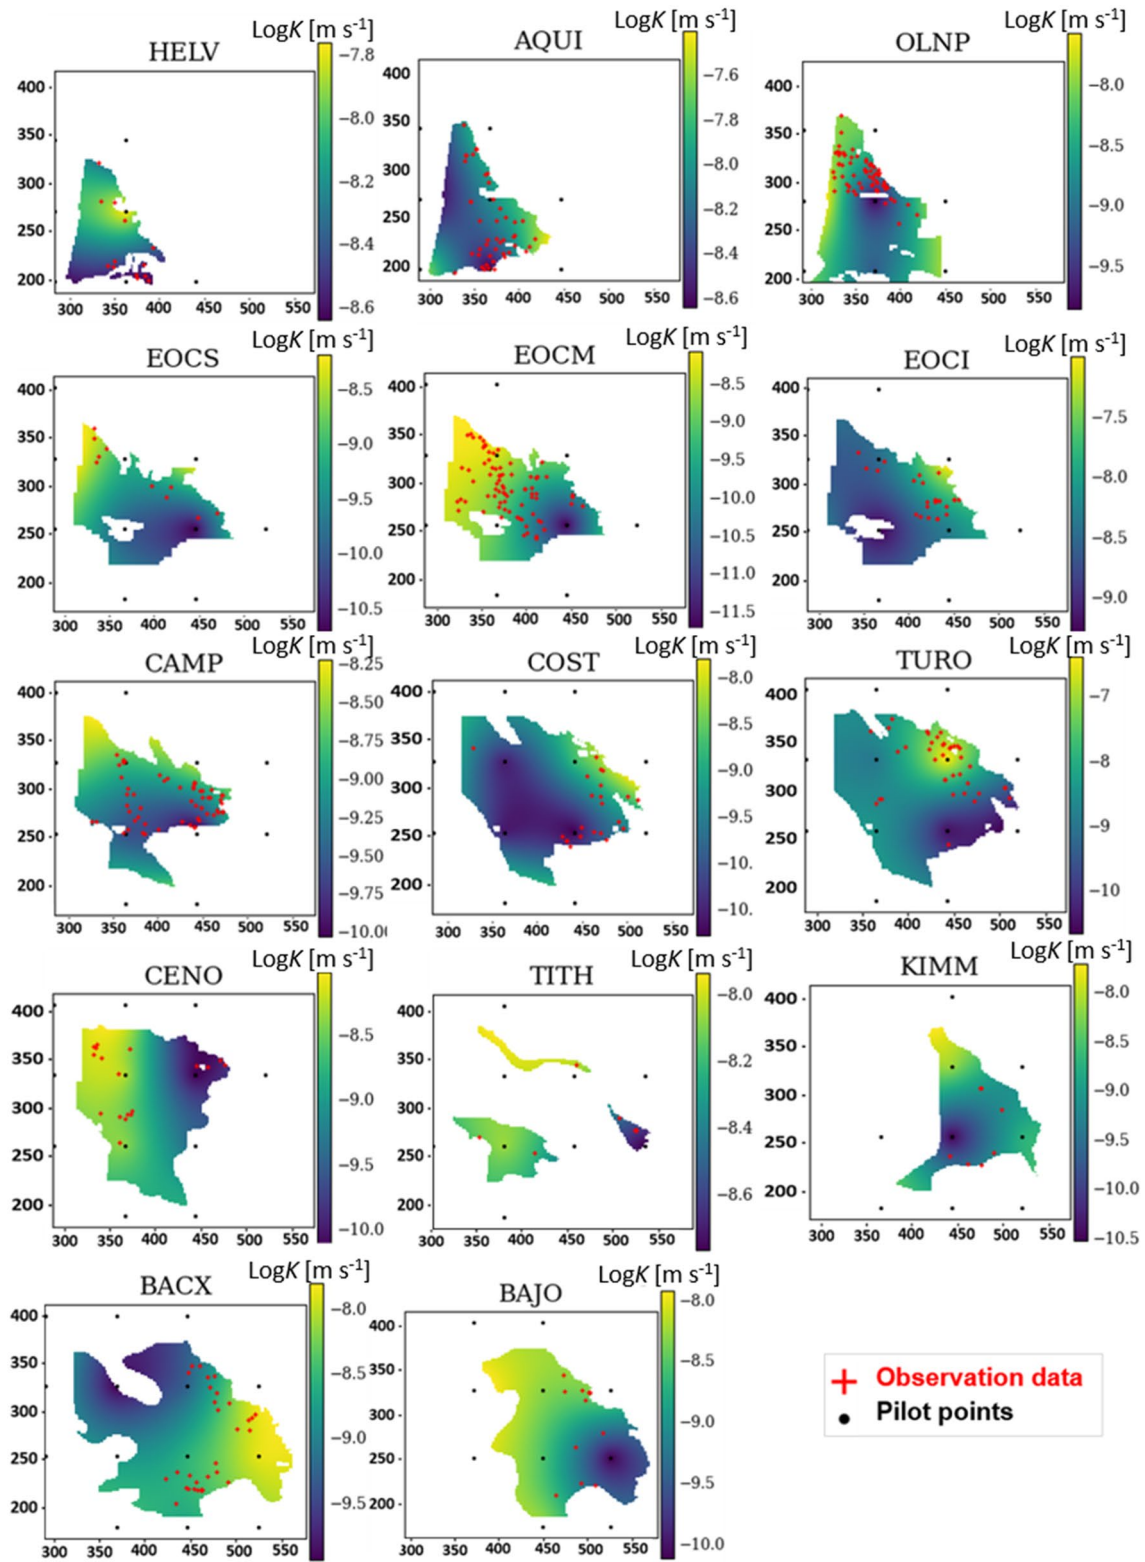 LogK [m s-1] LogK [m s-1] LogK [m s-1]
HELV AQUI OLNP
400 350 300 250 200
300 350 400 450 500 550
−7.8 −8.0 −8.2 −8.4 −8.6
400 350 300 250 200
300 350 400 450 500 550
−7.6 −7.8 −8.0 −8.2 −8.4 −8.6
400 350 300 250 200
300 350 400 450 500 550
−8.0 −8.5 −9.0 −9.5
LogK [m s-1] LogK [m s-1] LogK [m s-1]
EOCS EOCM EOCI
400 350 300 250 200
300 350 400 450 500 550
−8.5 −9.0 −9.5 −10.0 −10.5
400 350 300 250 200
300 350 400 450 500 550
−8.5 −9.0 −9.5 −10.0 −10.5 −11.0 −11.5
400 350 300 250 200
300 350 400 450 500 550
−7.5 −8.0 −8.5 −9.0
LogK [m s-1] LogK [m s-1] LogK [m s-1]
CAMP COST TURO
400 350 300 250 200
300 350 400 450 500 550
−8.25 −8.50 −8.75 −9.00 −9.25 −9.50 −9.75 −10.0
400 350 300 250 200
300 350 400 450 500 550
−8.0 −8.5 −9.0 −9.5 −10. −10.
400 350 300 250 200
300 350 400 450 500 550
−7 −8 −9 −10
LogK [m s-1] LogK [m s-1] LogK [m s-1]
CENO TITH KIMM
400 350 300 250 200
300 350 400 450 500 550
−8.5 −9.0 −9.5 −10.0
400 350 300 250 200
300 350 400 450 500 550
−8.0 −8.2 −8.4 −8.6
400 350 300 250 200
300 350 400 450 500 550
−8.0 −8.5 −9.0 −9.5 −10.0 −10.5
LogK [m s-1] LogK [m s-1]
BACX BAJO
400 350 300 250 200
300 350 400 450 500 550
−8.0 −8.5 −9.0 −9.5
400 350 300 250 200
300 350 400 450 500 550
−8.0 −8.5 −9.0 −9.5 −10.0
Observation data
Pilot points